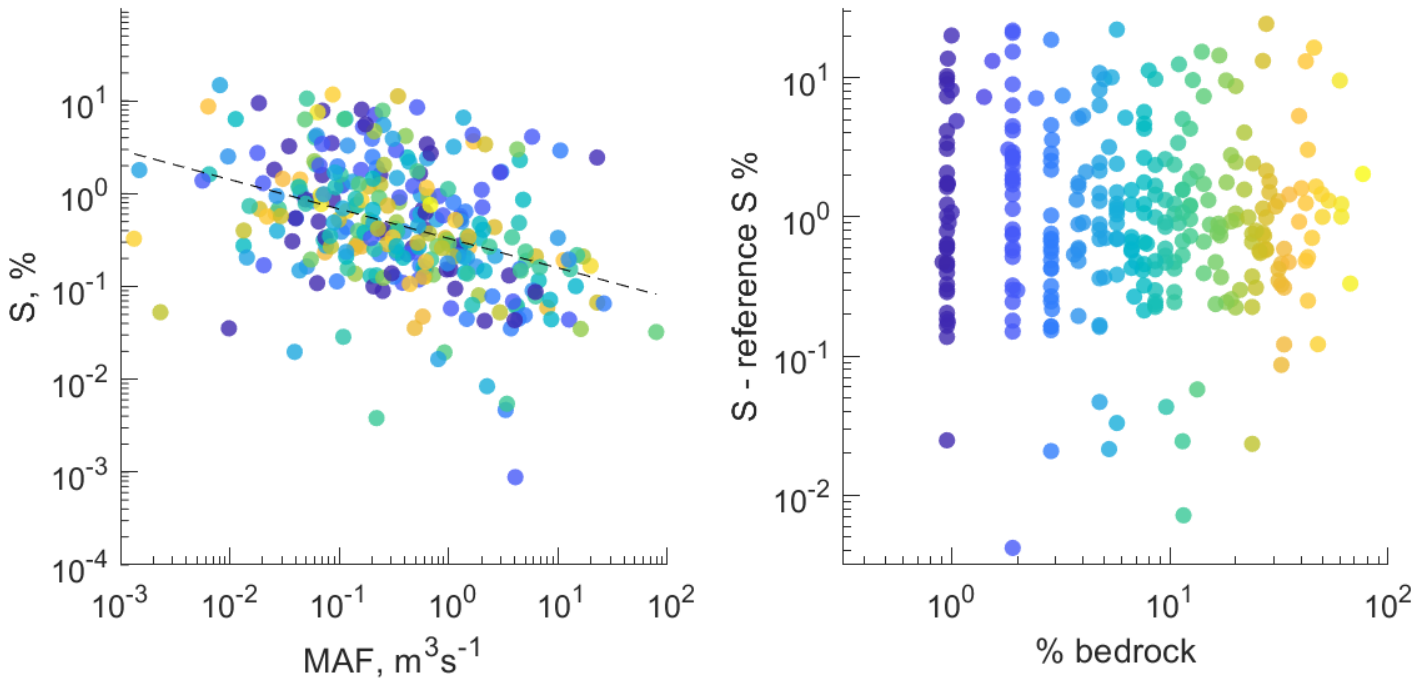 10¹
10⁰
10⁻¹
10⁻²
10⁻³
10⁻⁴
S, %
10⁻³ 10⁻² 10⁻¹ 10⁰ 10¹ 10²
MAF, m³s⁻¹
10¹
10⁰
10⁻¹
10⁻²
S - reference S %
10⁰ 10¹ 10²
% bedrock